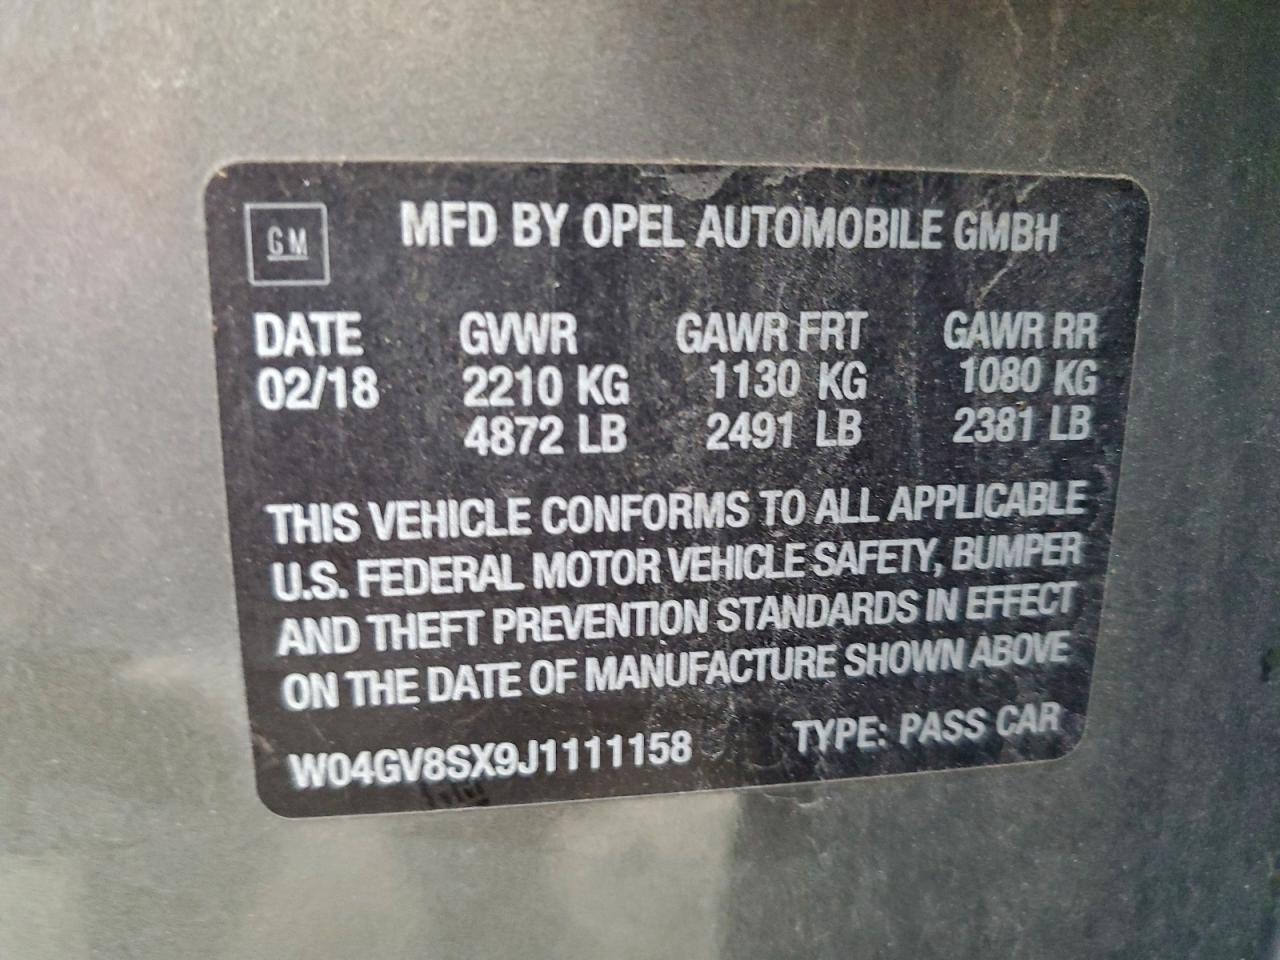 GM
MFD BY OPEL AUTOMOBILE GMBH
DATE GVWR GAWR FRT GAWR RR
02/18 2210 KG 1130 KG 1080 KG
4872 LB 2491 LB 2381 LB
THIS VEHICLE CONFORMS TO ALL APPLICABLE
U.S. FEDERAL MOTOR VEHICLE SAFETY, BUMPER
AND THEFT PREVENTION STANDARDS IN EFFECT
ON THE DATE OF MANUFACTURE SHOWN ABOVE
W04GV8SX9J1111158 TYPE: PASS CAR